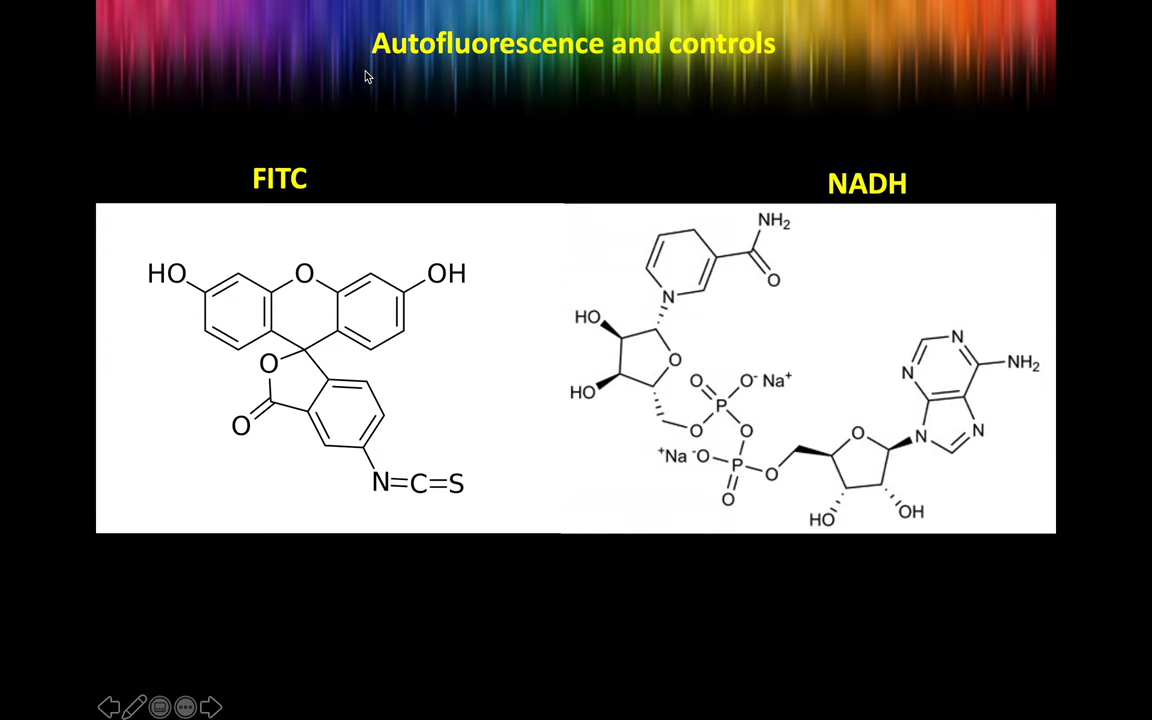 Autofluorescence and controls
FITC
NADH
HO
O
OH
O
O
N=C=S
NH₂
O
N
HO
O
HO
O
O⁻ Na⁺
P
O
O
⁺Na ⁻O
P
O
O
O
HO
OH
N
N
NH₂
N
N